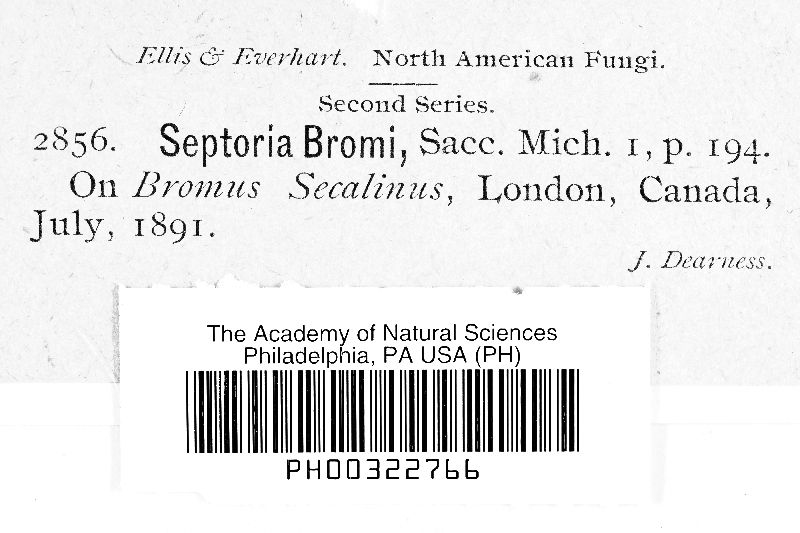 Ellis & Everhart. North American Fungi.
Second Series.
2856. Septoria Bromi, Sacc. Mich. 1, p. 194.
On Bromus Secalinus, London, Canada,
July, 1891.
J. Dearness.
The Academy of Natural Sciences
Philadelphia, PA USA (PH)
PH00322766